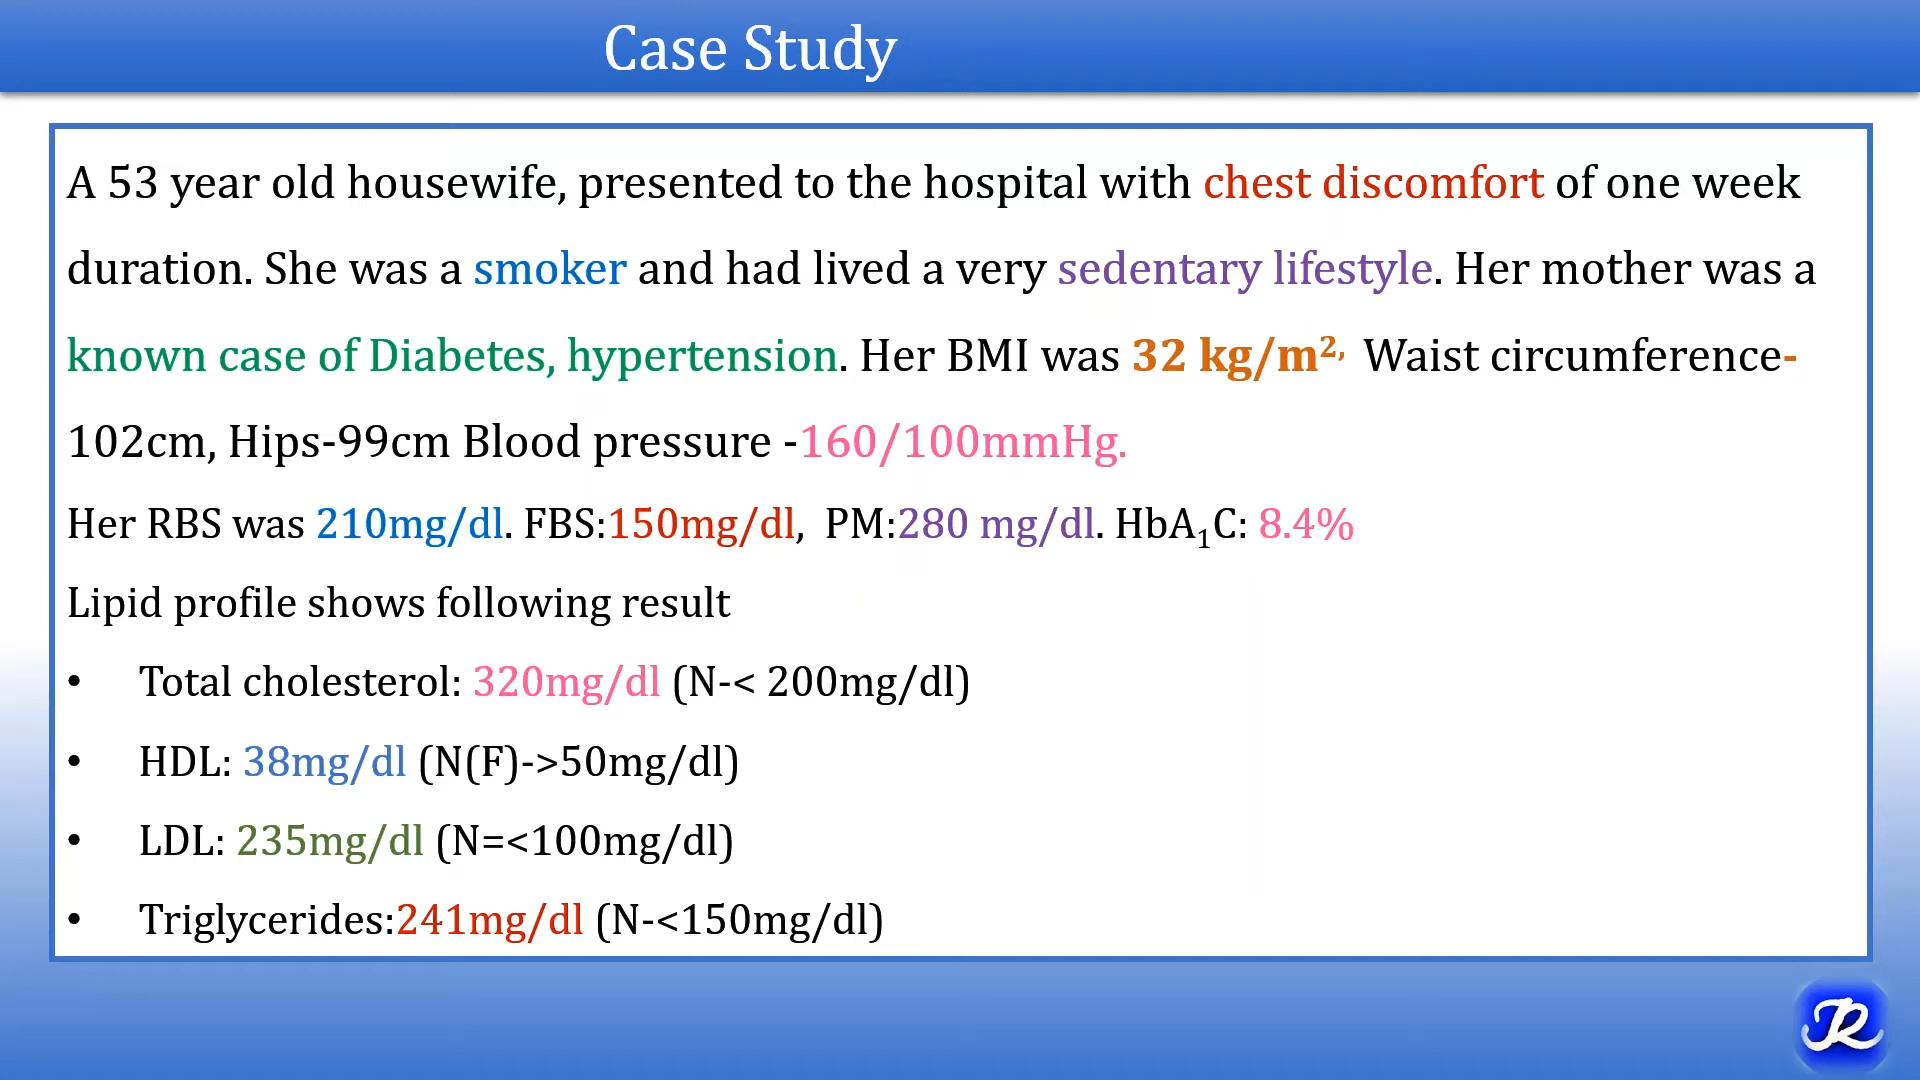 Case Study
A 53 year old housewife, presented to the hospital with chest discomfort of one week
duration. She was a smoker and had lived a very sedentary lifestyle. Her mother was a
known case of Diabetes, hypertension. Her BMI was 32 kg/m², Waist circumference-
102cm, Hips-99cm Blood pressure -160/100mmHg.
Her RBS was 210mg/dl. FBS:150mg/dl, PM:280 mg/dl. HbA₁C: 8.4%
Lipid profile shows following result
• Total cholesterol: 320mg/dl (N-< 200mg/dl)
• HDL: 38mg/dl (N(F)->50mg/dl)
• LDL: 235mg/dl (N=<100mg/dl)
• Triglycerides:241mg/dl (N-<150mg/dl)
R